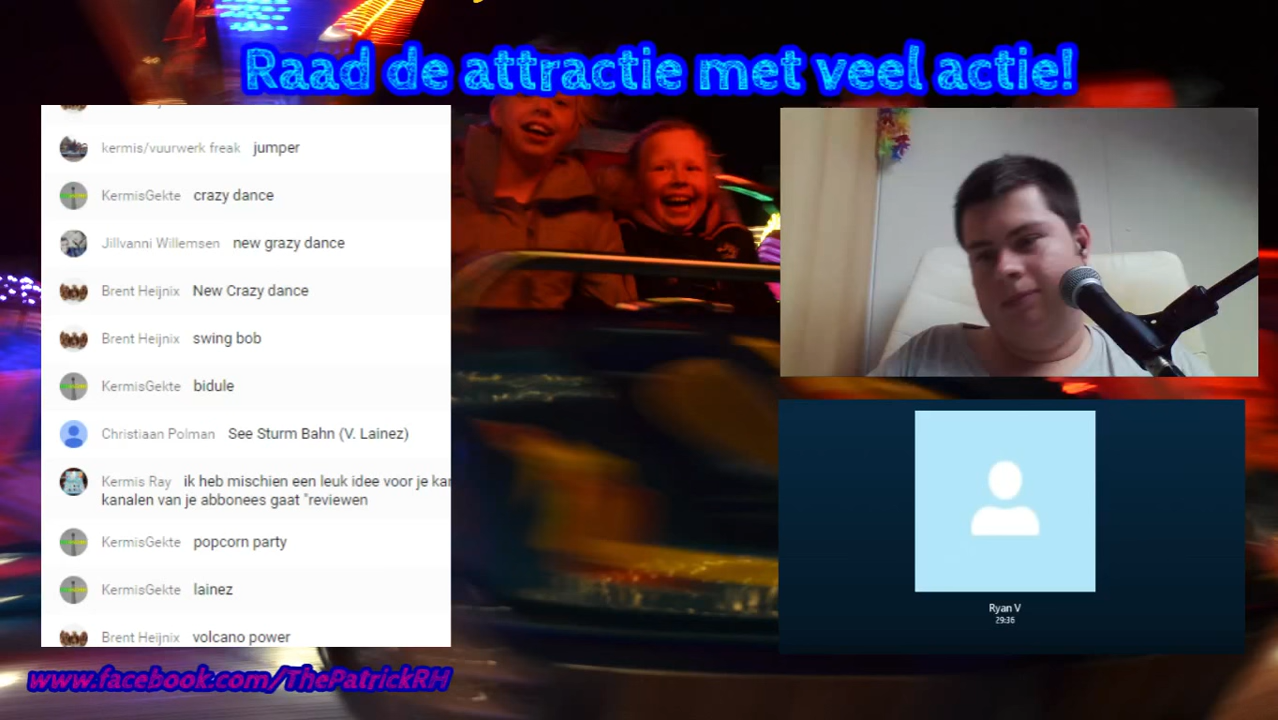 Raad de attractie met veel actie!
kermis/vuurwerk freak jumper
KermisGekte crazy dance
Jillvanni Willemsen new grazy dance
Brent Heijnix New Crazy dance
Brent Heijnix swing bob
KermisGekte bidule
Christiaan Polman See Sturm Bahn (V. Lainez)
Kermis Ray ik heb mischien een leuk idee voor je
kanalen van je abbonees gaat "reviewen
KermisGekte popcorn party
KermisGekte lainez
Brent Heijnix volcano power
Ryan V
29:36
www.facebook.com/ThePatrickRH